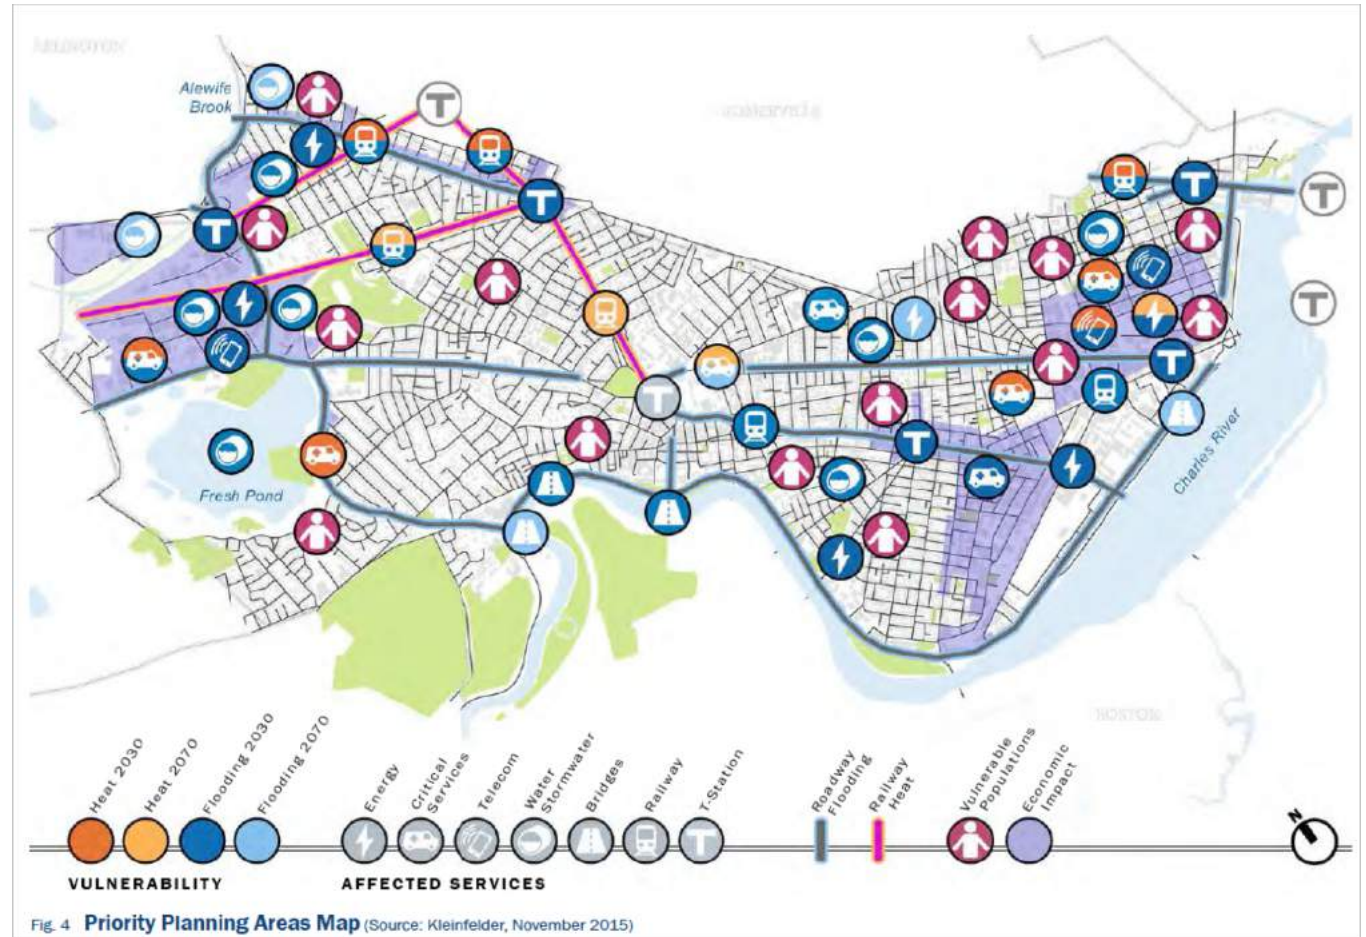 Alewife
Brook
T
T
T
T
T
T
T
T
T
Fresh Pond
Charles River
BOSTON
Heat 2030
Heat 2070
Flooding 2030
Flooding 2070
Energy
Critical
Services
Telecom
Water
Stormwater
Bridges
Railway
T-Station
Roadway
Flooding
Railway
Heat
Vulnerable
Populations
Economic
Impact
T
N
VULNERABILITY
AFFECTED SERVICES
Fig. 4 Priority Planning Areas Map (Source: Kleinfelder, November 2015)